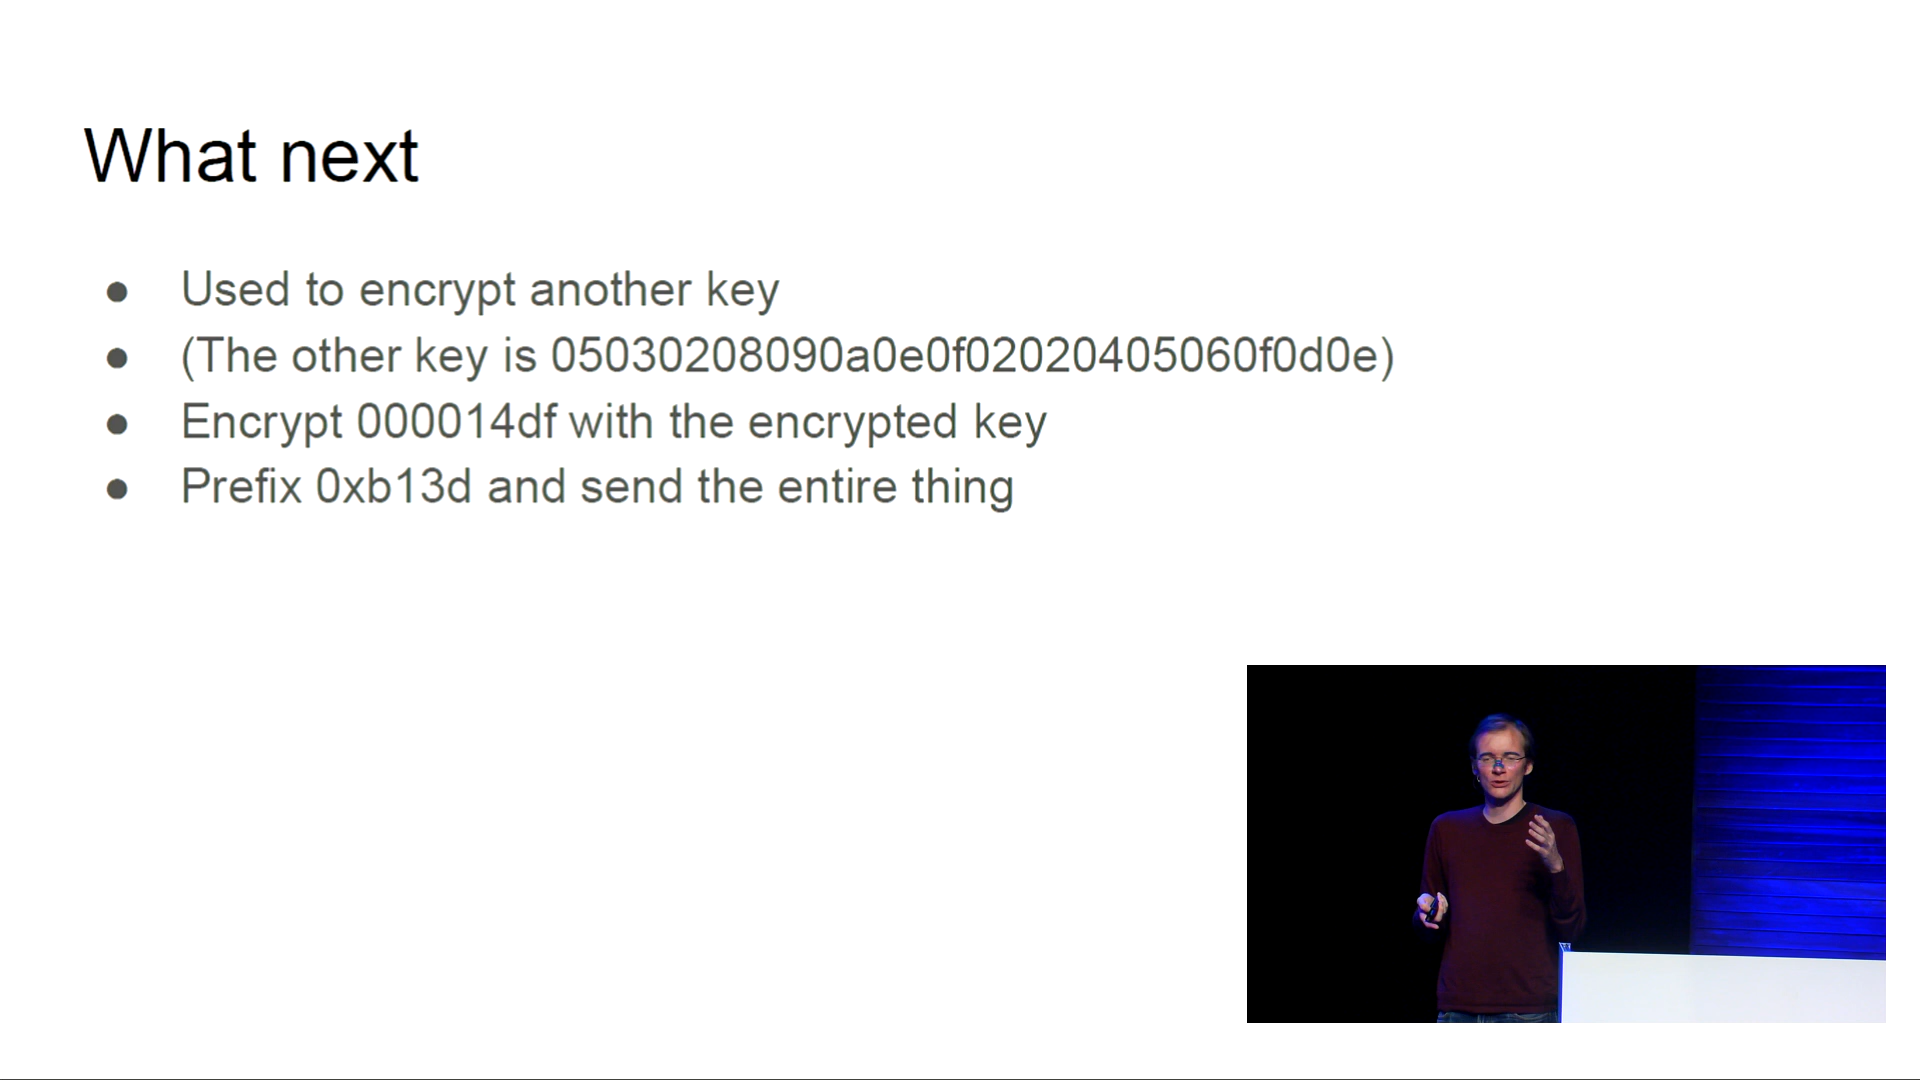 What next
● Used to encrypt another key
● (The other key is 05030208090a0e0f02020405060f0d0e)
● Encrypt 000014df with the encrypted key
● Prefix 0xb13d and send the entire thing